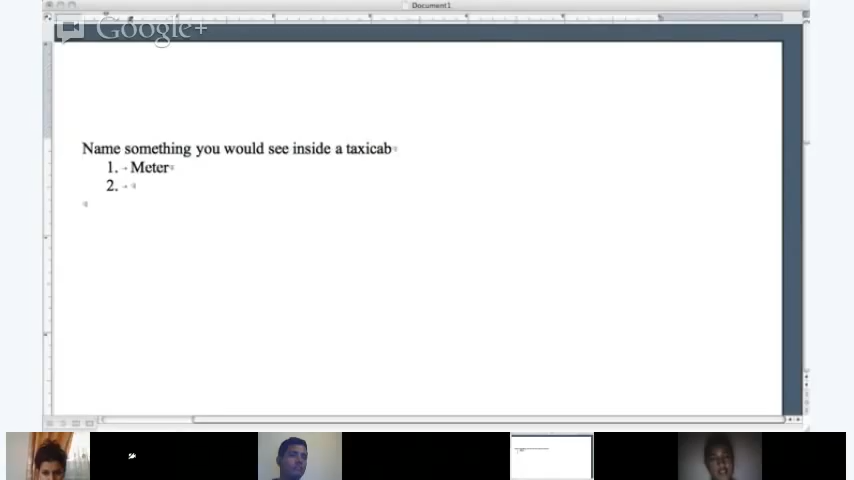 Document1
Google+
Name something you would see inside a taxicab
1. Meter
2.